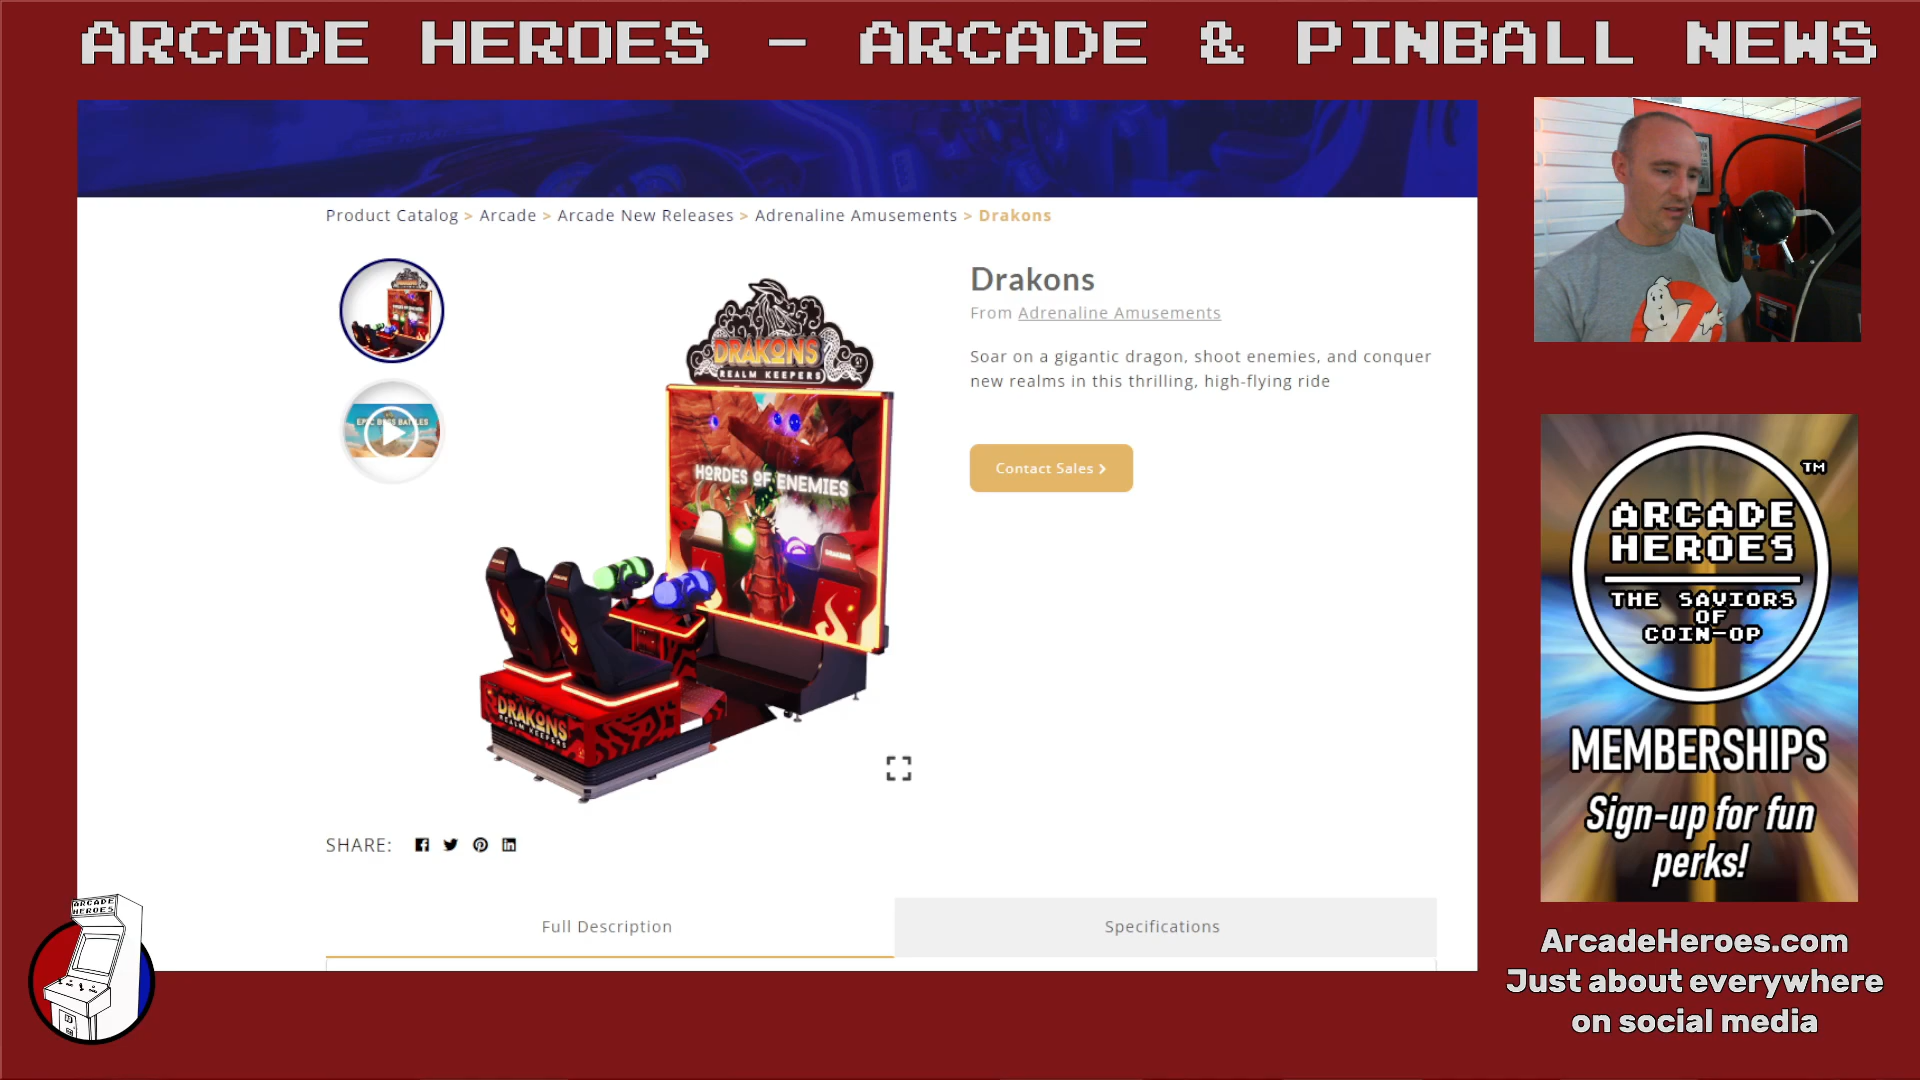 ARCADE HEROES - ARCADE & PINBALL NEWS
Product Catalog > Arcade > Arcade New Releases > Adrenaline Amusements > Drakons
Drakons
From Adrenaline Amusements
Soar on a gigantic dragon, shoot enemies, and conquer
new realms in this thrilling, high-flying ride
Contact Sales >
EPIC BOSS BATTLES
DRAKONS
REALM KEEPERS
HORDES OF ENEMIES
DRAKONS
REALM KEEPERS
SHARE:
Full Description
Specifications
ARCADE
HEROES
TM
ARCADE
HEROES
THE SAVIORS
OF
COIN-OP
MEMBERSHIPS
Sign-up for fun
perks!
ArcadeHeroes.com
Just about everywhere
on social media